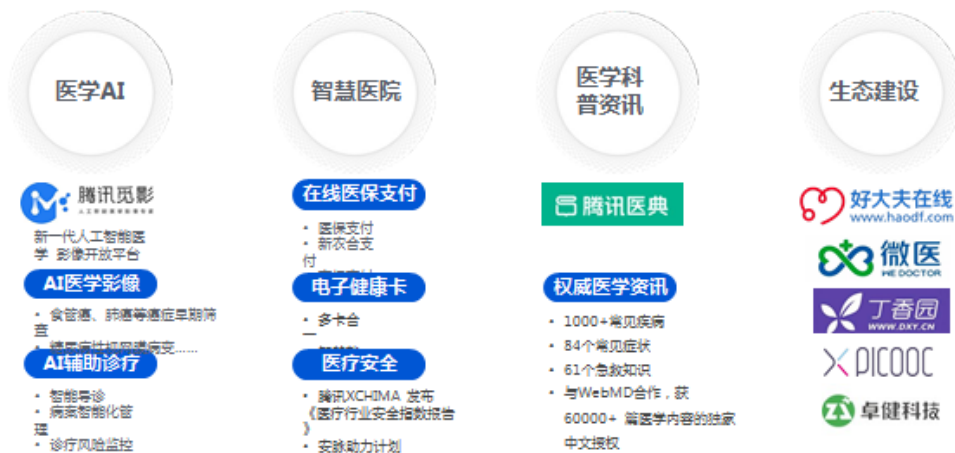 医学AI
腾讯觅影
新一代人工智能医
学 影像开放平台
AI医学影像
• 食管癌、肺癌等癌症早期筛
查
• 糖尿病性视网膜病变......
AI辅助诊疗
• 智能导诊
• 病案智能化管
理
• 诊疗风险监控
智慧医院
在线医保支付
• 医保支付
• 新农合支
付
电子健康卡
• 多卡合
一
医疗安全
• 腾讯XCHIMA 发布
《医疗行业安全指数报告
》
• 安脉助力计划
医学科
普资讯
腾讯医典
权威医学资讯
• 1000+常见疾病
• 84个常见症状
• 61个急救知识
• 与WebMD合作，获
60000+ 篇医学内容的独家
中文授权
生态建设
好大夫在线
www.haodf.com
微医
WE DOCTOR
丁香园
WWW.DXY.CN
PICOOC
卓健科技